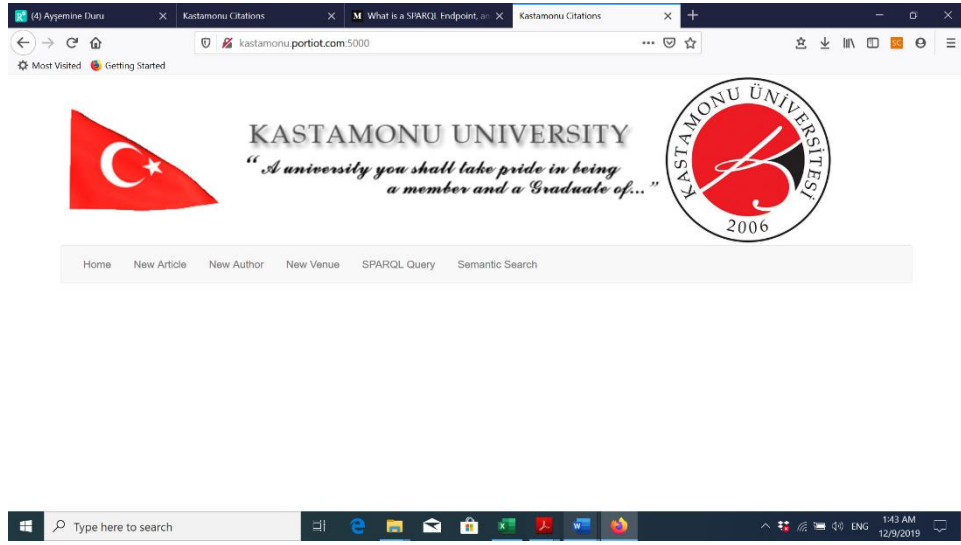 (4) Ayşemine Duru
Kastamonu Citations
What is a SPARQL Endpoint, an
Kastamonu Citations
kastamonu.portiot.com:5000
Most Visited
Getting Started
KASTAMONU UNIVERSITY
“A university you shall take pride in being
a member and a Graduate of...”
KASTAMONU ÜNİVERSİTESİ
2006
Home New Article New Author New Venue SPARQL Query Semantic Search
Type here to search
ENG
1:43 AM
12/9/2019